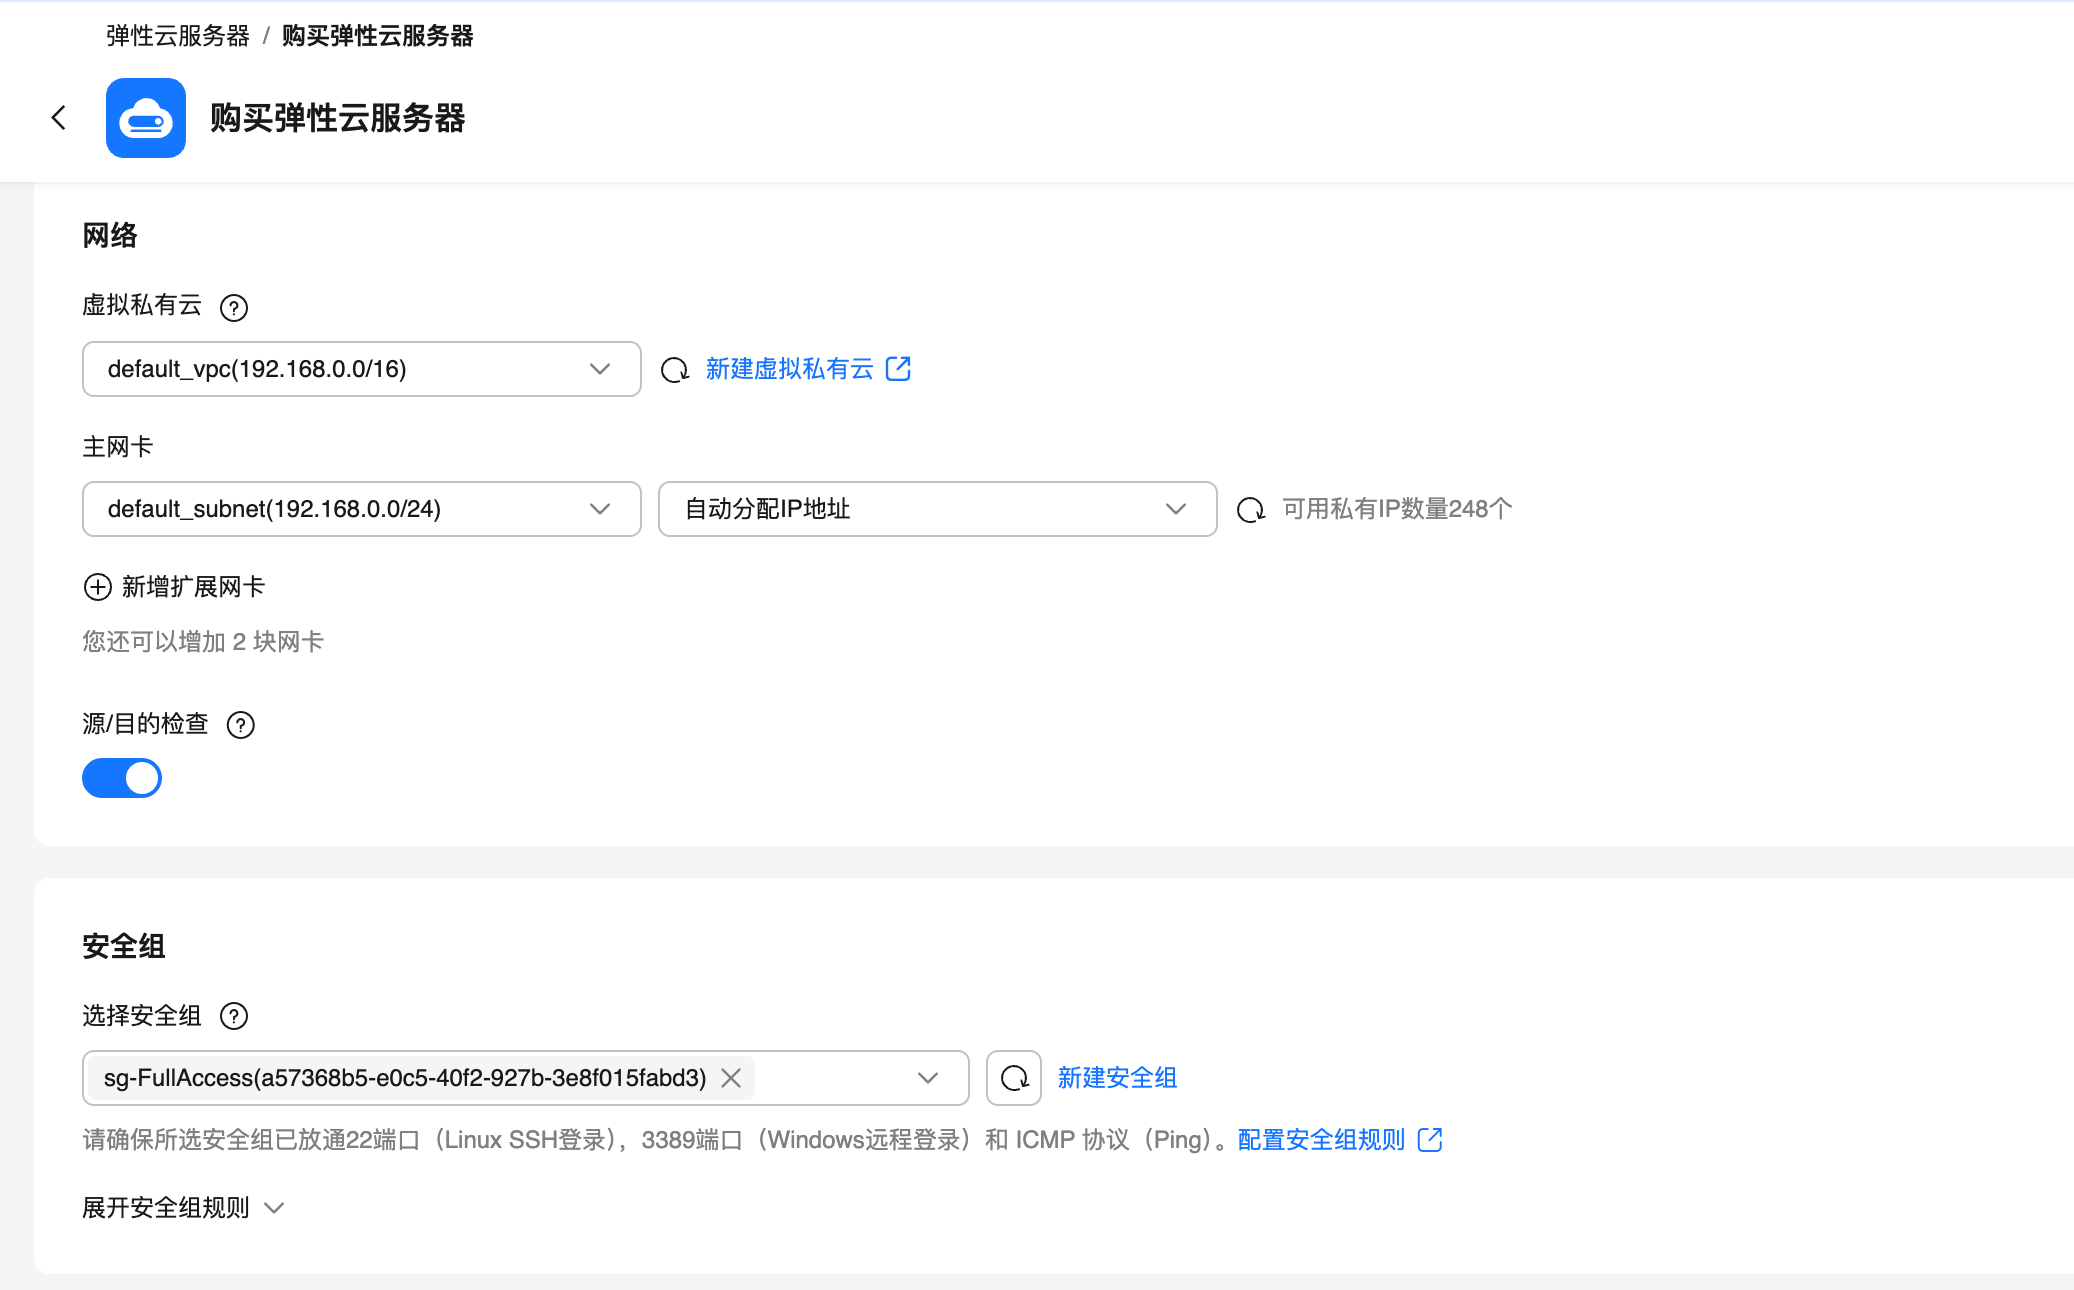 弹性云服务器 / 购买弹性云服务器
购买弹性云服务器
网络
虚拟私有云 ?
default_vpc(192.168.0.0/16) 新建虚拟私有云
主网卡
default_subnet(192.168.0.0/24) 自动分配IP地址 可用私有IP数量248个
新增扩展网卡
您还可以增加 2 块网卡
源/目的检查 ?
安全组
选择安全组 ?
sg-FullAccess(a57368b5-e0c5-40f2-927b-3e8f015fabd3) 新建安全组
请确保所选安全组已放通22端口（Linux SSH登录），3389端口（Windows远程登录）和 ICMP 协议（Ping）。配置安全组规则
展开安全组规则